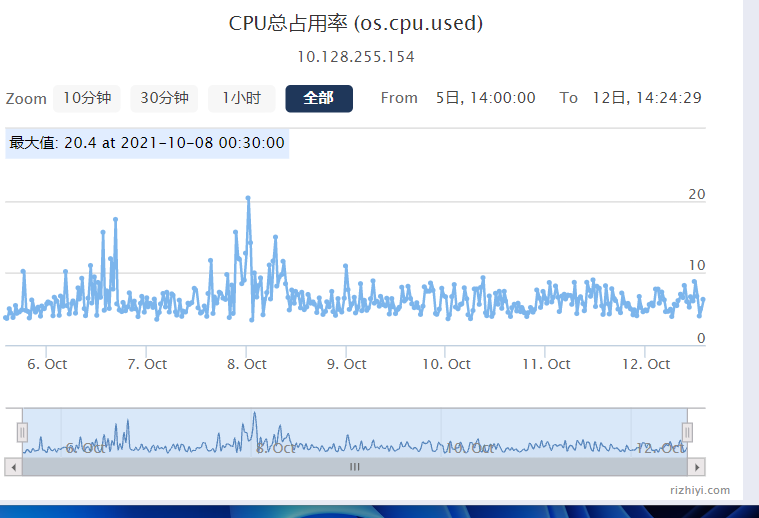 CPU总占用率 (os.cpu.used)
10.128.255.154
Zoom 10分钟 30分钟 1小时 全部 From 5日, 14:00:00 To 12日, 14:24:29
最大值: 20.4 at 2021-10-08 00:30:00
20
10
0
6. Oct 7. Oct 8. Oct 9. Oct 10. Oct 11. Oct 12. Oct
6. Oct 8. Oct 10. Oct 12. Oct
rizhiyi.com